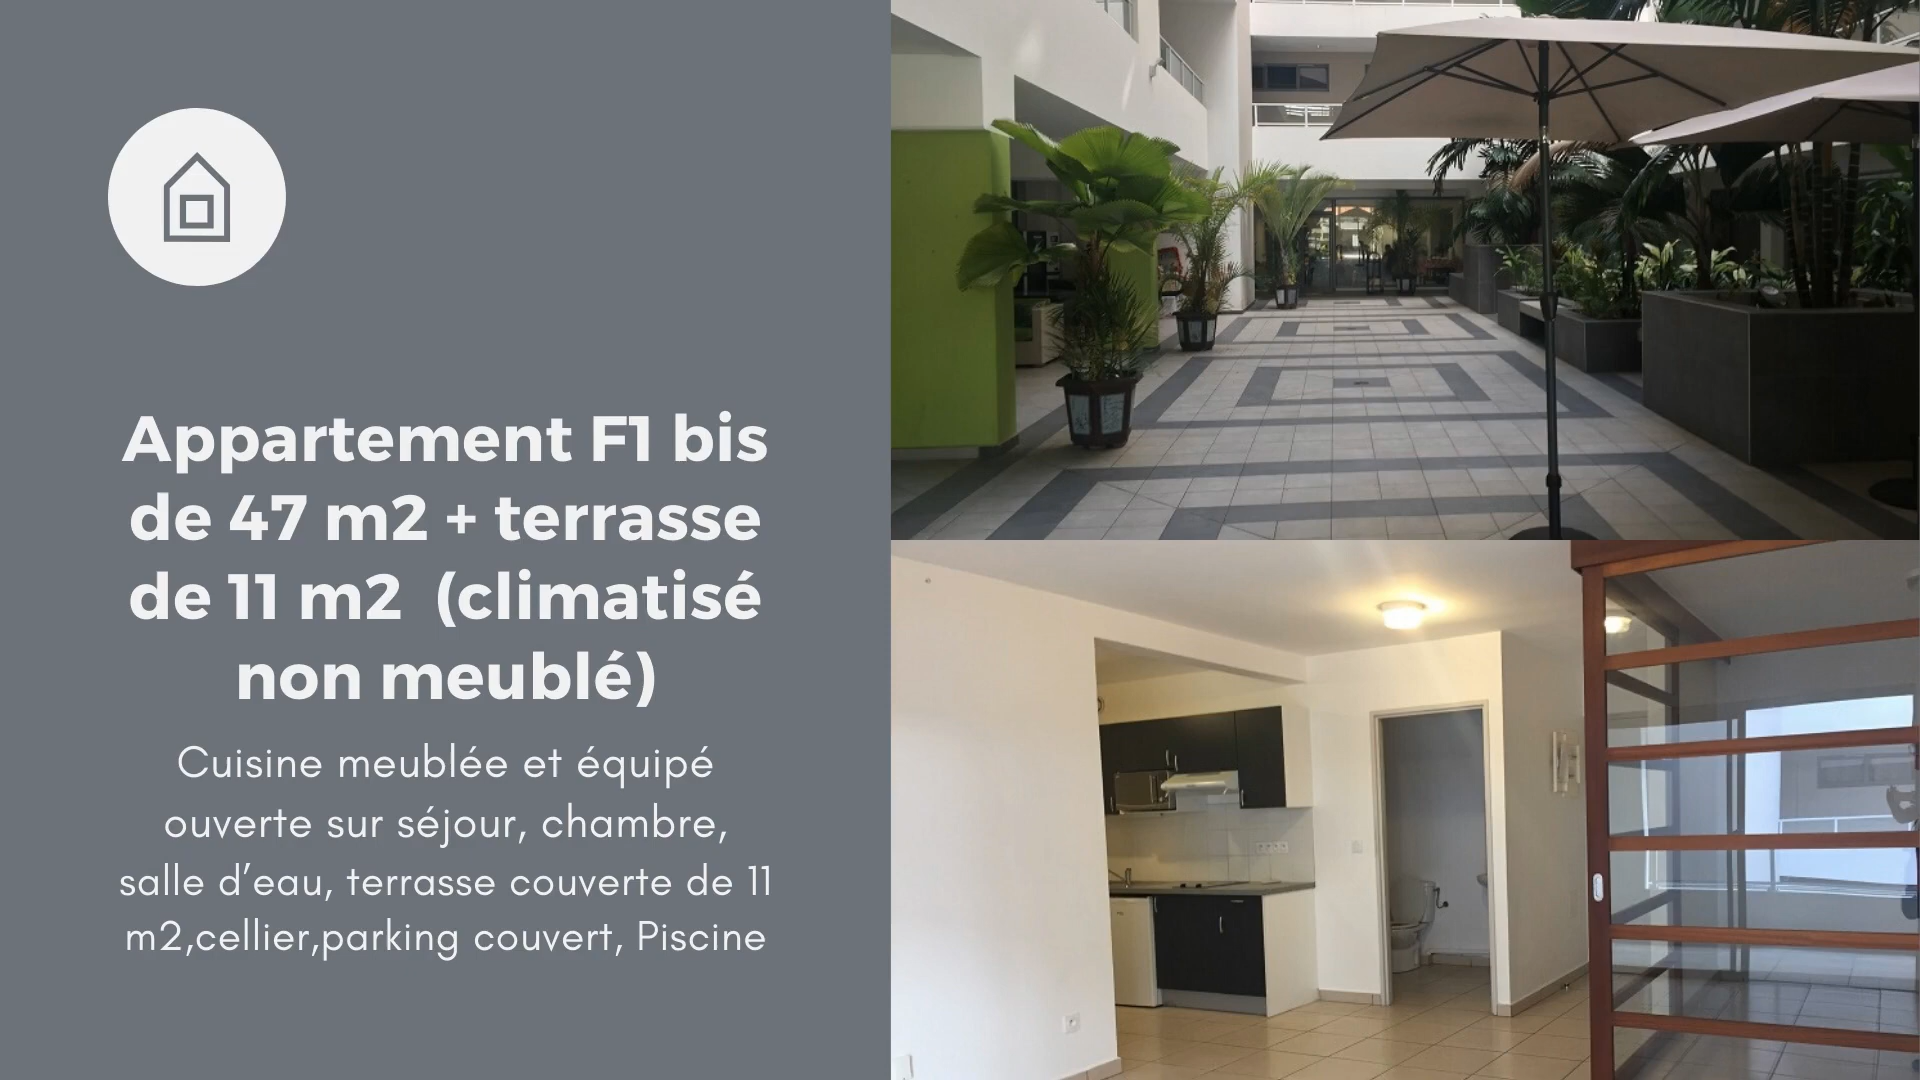 Appartement F1 bis
de 47 m2 + terrasse
de 11 m2  (climatisé
non meublé)
Cuisine meublée et équipé
ouverte sur séjour, chambre,
salle d’eau, terrasse couverte de 11
m2,cellier,parking couvert, Piscine